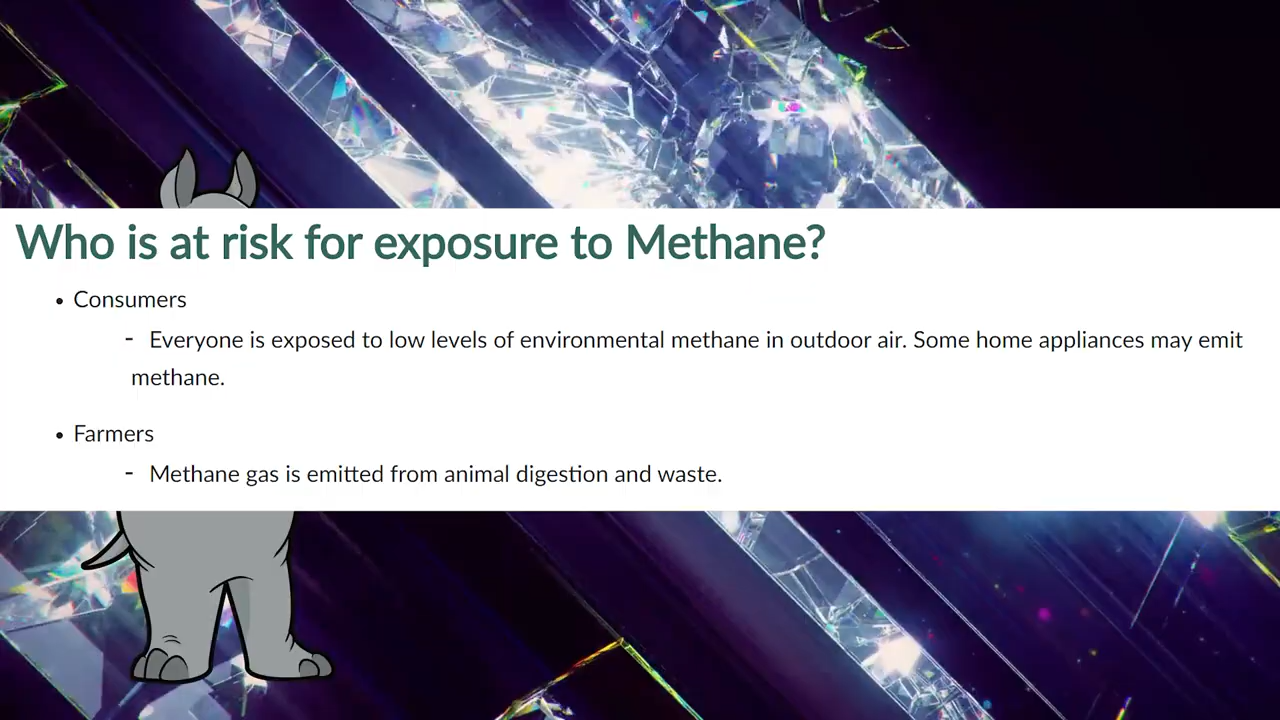 Who is at risk for exposure to Methane?
• Consumers
- Everyone is exposed to low levels of environmental methane in outdoor air. Some home appliances may emit
methane.
• Farmers
- Methane gas is emitted from animal digestion and waste.